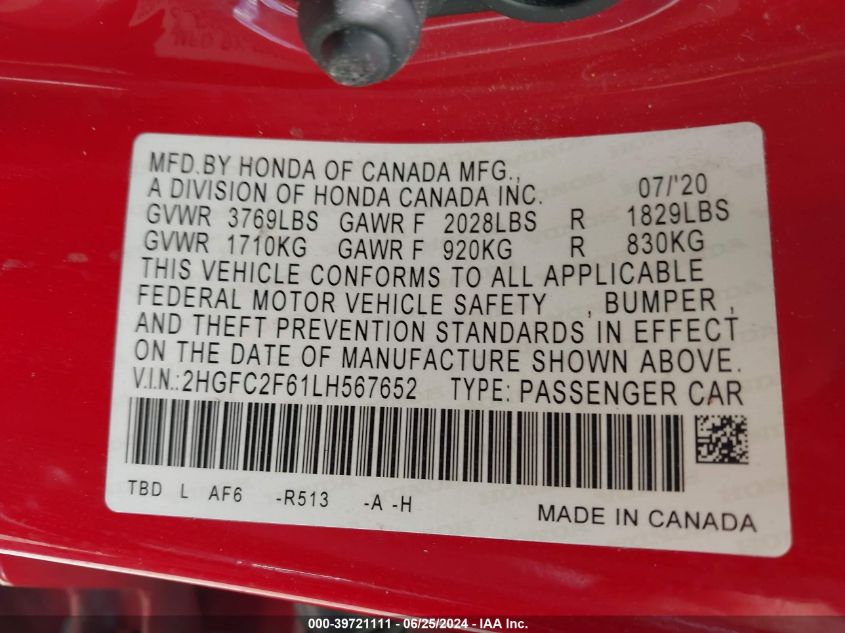 MFD. BY HONDA OF CANADA MFG.,
A DIVISION OF HONDA CANADA INC. 07/'20
GVWR 3769LBS GAWR F 2028LBS R 1829LBS
GVWR 1710KG GAWR F 920KG R 830KG
THIS VEHICLE CONFORMS TO ALL APPLICABLE
FEDERAL MOTOR VEHICLE SAFETY , BUMPER ,
AND THEFT PREVENTION STANDARDS IN EFFECT
ON THE DATE OF MANUFACTURE SHOWN ABOVE.
V.I.N.:2HGFC2F61LH567652 TYPE: PASSENGER CAR
TBD L AF6 -R513 -A -H
MADE IN CANADA
000-39721111 - 06/25/2024 - IAA Inc.